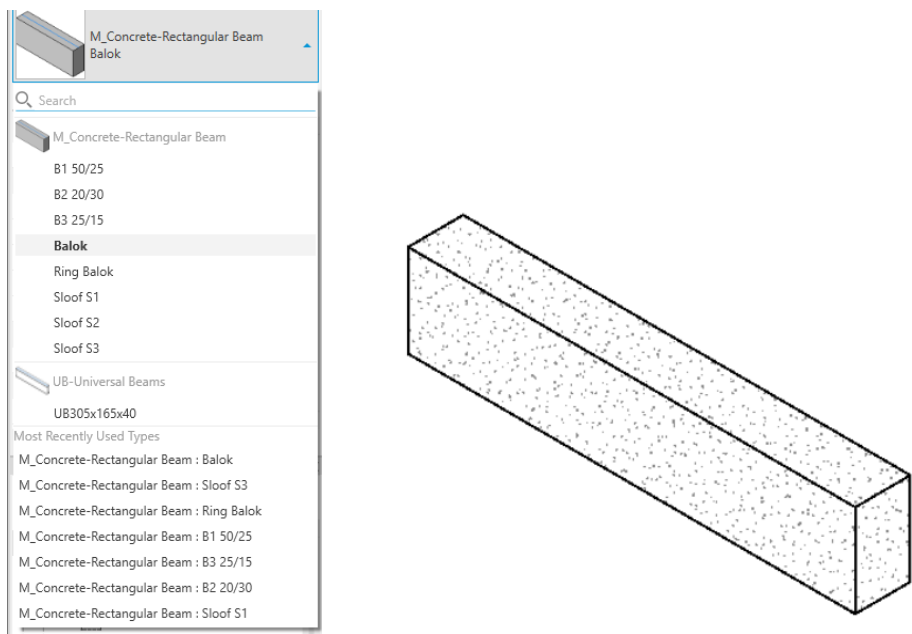 M_Concrete-Rectangular Beam
Balok
Search
M_Concrete-Rectangular Beam
B1 50/25
B2 20/30
B3 25/15
Balok
Ring Balok
Sloof S1
Sloof S2
Sloof S3
UB-Universal Beams
UB305x165x40
Most Recently Used Types
M_Concrete-Rectangular Beam : Balok
M_Concrete-Rectangular Beam : Sloof S3
M_Concrete-Rectangular Beam : Ring Balok
M_Concrete-Rectangular Beam : B1 50/25
M_Concrete-Rectangular Beam : B3 25/15
M_Concrete-Rectangular Beam : B2 20/30
M_Concrete-Rectangular Beam : Sloof S1